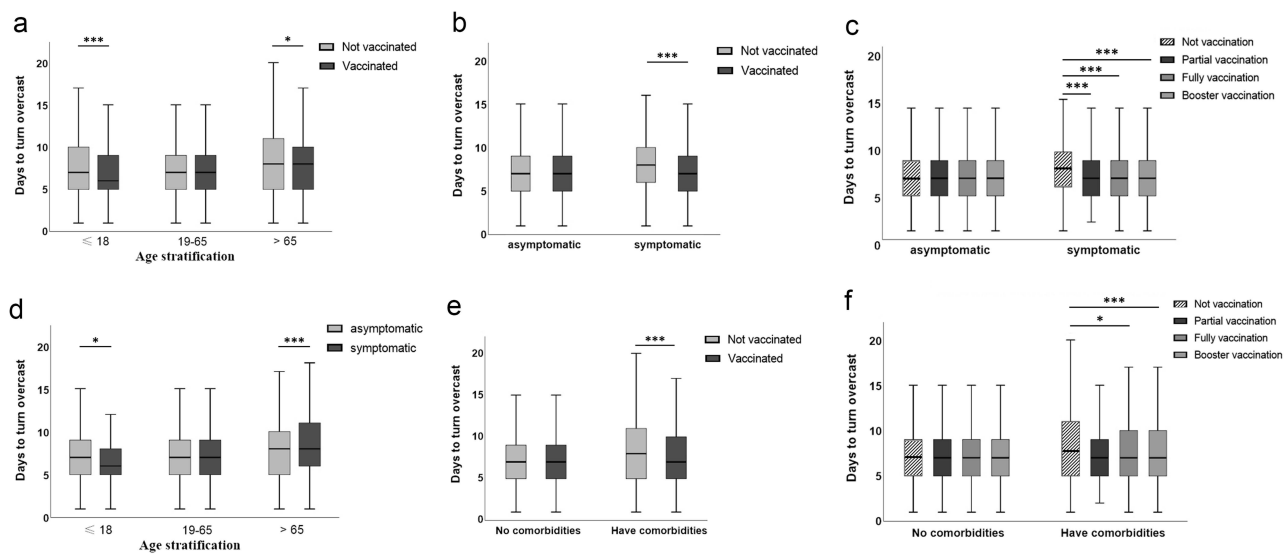 a
***
*
Not vaccinated
Vaccinated
Days to turn overcast
20
15
10
5
0
≤ 18
19-65
> 65
Age stratification
b
***
Not vaccinated
Vaccinated
Days to turn overcast
20
15
10
5
0
asymptomatic
symptomatic
c
***
***
***
Not vaccination
Partial vaccination
Fully vaccination
Booster vaccination
Days to turn overcast
20
15
10
5
0
asymptomatic
symptomatic
d
*
***
asymptomatic
symptomatic
Days to turn overcast
20
15
10
5
0
≤ 18
19-65
> 65
Age stratification
e
***
Not vaccinated
Vaccinated
Days to turn overcast
20
15
10
5
0
No comorbidities
Have comorbidities
f
***
*
Not vaccination
Partial vaccination
Fully vaccination
Booster vaccination
Days to turn overcast
20
15
10
5
0
No comorbidities
Have comorbidities